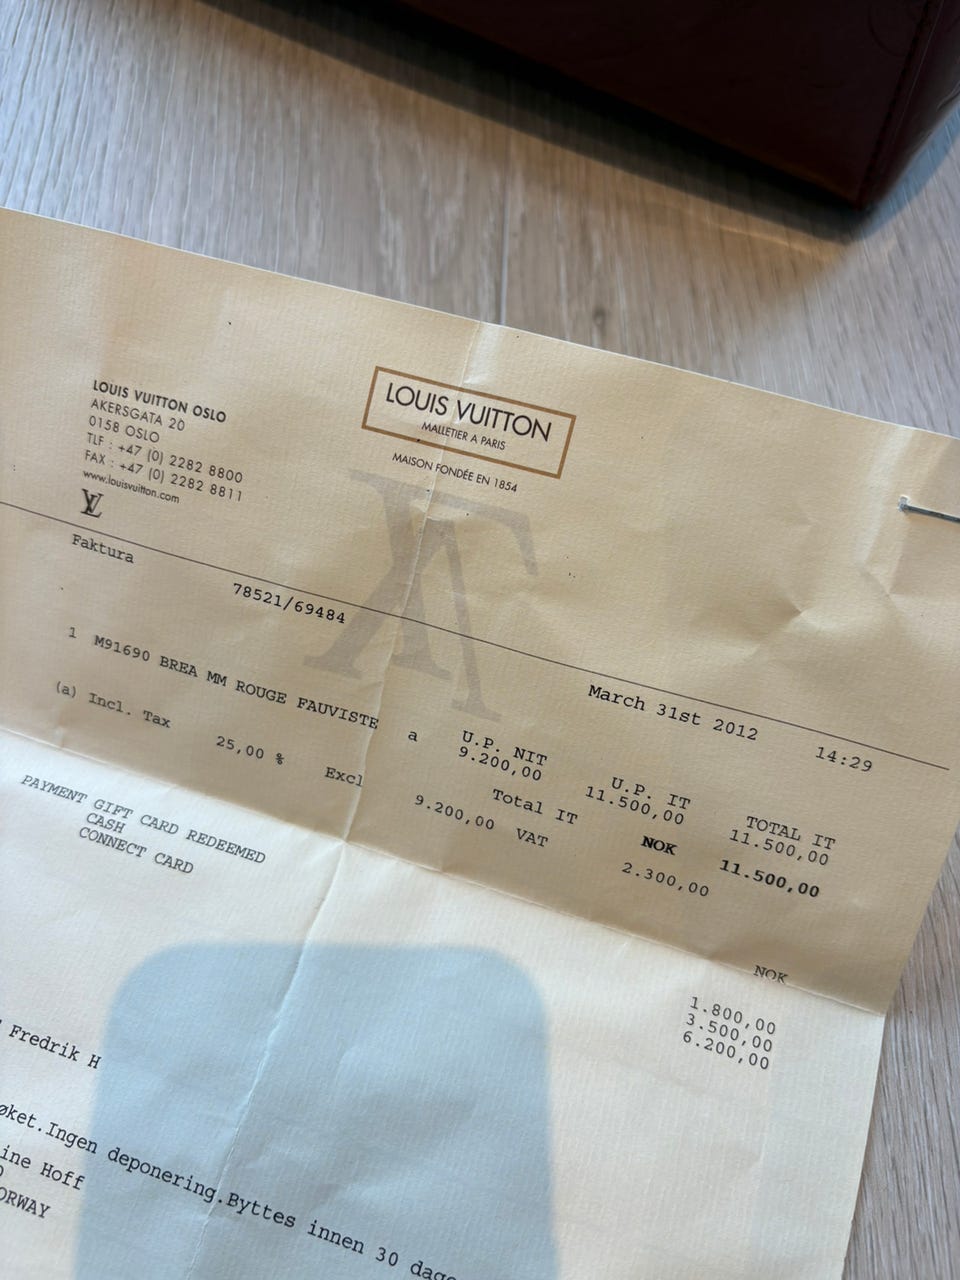 LOUIS VUITTON OSLO
AKERSGATA 20
0158 OSLO
TLF : +47 (0) 2282 8800
FAX : +47 (0) 2282 8811
www.louisvuitton.com
LV
LOUIS VUITTON
MALLETIER A PARIS
MAISON FONDÉE EN 1854
Faktura
78521/69484
March 31st 2012 14:29
U.P. NIT U.P. IT TOTAL IT
1 M91690 BREA MM ROUGE FAUVISTE a 9.200,00 11.500,00 11.500,00
Total IT NOK 11.500,00
(a) Incl. Tax 25,00 % Excl 9.200,00 VAT 2.300,00
NOK
PAYMENT GIFT CARD REDEEMED 1.800,00
CASH 3.500,00
CONNECT CARD 6.200,00
Fredrik H
øket.Ingen deponering.Byttes innen 30 dage
ine Hoff
ORWAY